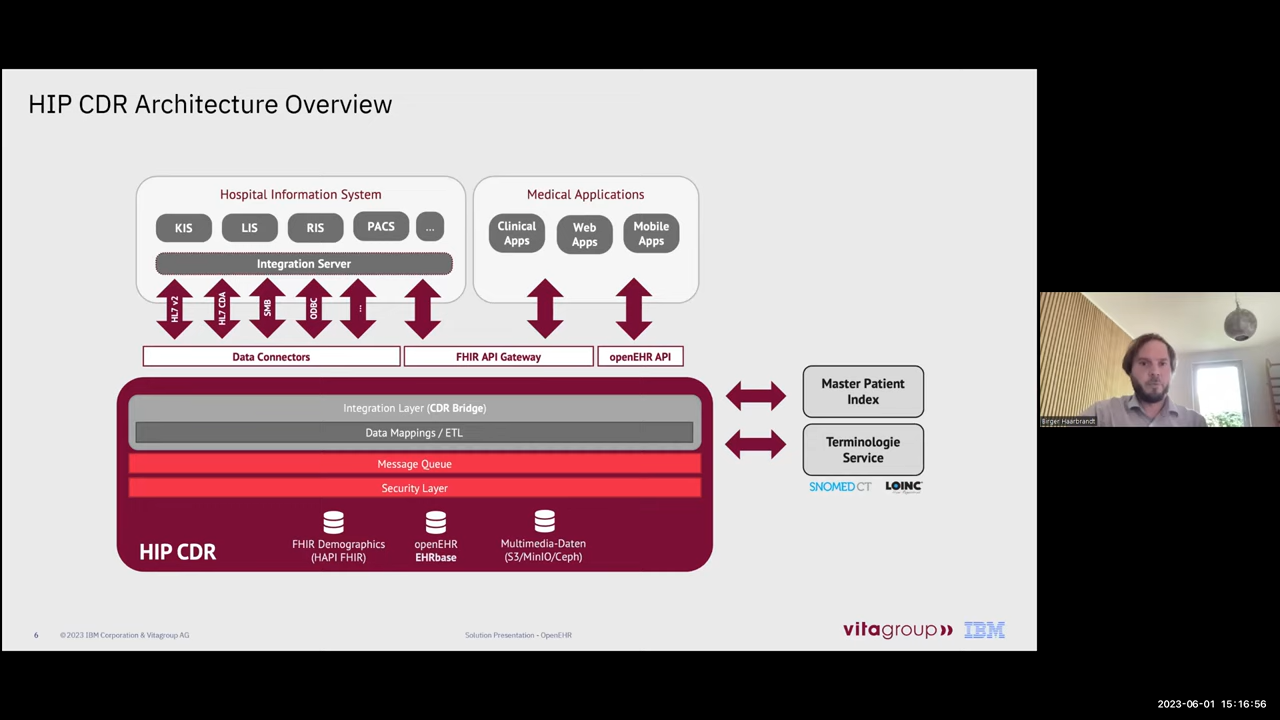 HIP CDR Architecture Overview
Hospital Information System
Medical Applications
KIS
LIS
RIS
PACS
...
Clinical
Apps
Web
Apps
Mobile
Apps
Integration Server
HL7 v2
HL7 CDA
SMB
ODBC
...
Data Connectors
FHIR API Gateway
openEHR API
Integration Layer (CDR Bridge)
Data Mappings / ETL
Message Queue
Security Layer
Master Patient
Index
Terminologie
Service
SNOMED CT
LOINC
HIP CDR
FHIR Demographics
(HAPI FHIR)
openEHR
EHRbase
Multimedia-Daten
(S3/MinIO/Ceph)
Birger Haarbrandt
6
© 2023 IBM Corporation & Vitagroup AG
Solution Presentation - OpenEHR
vitagroup
IBM
2023-06-01 15:16:56